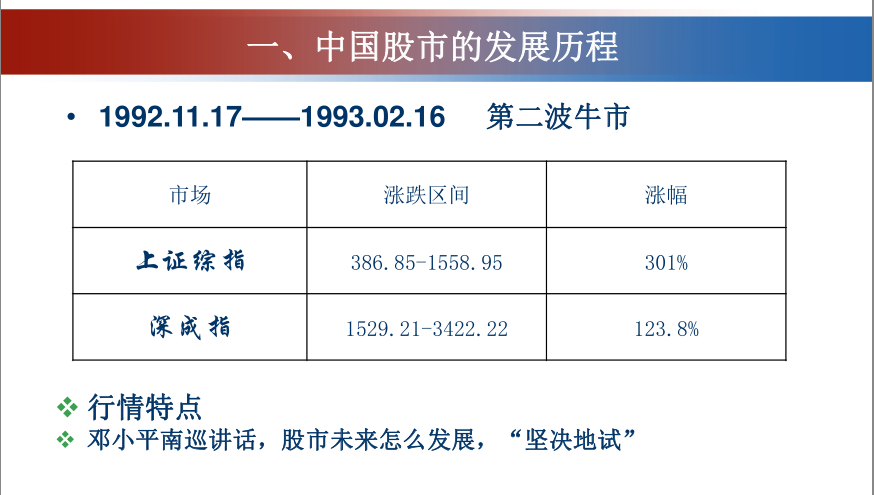 一、中国股市的发展历程
• 1992.11.17——1993.02.16 第二波牛市
市场 涨跌区间 涨幅
上证综指 386.85-1558.95 301%
深成指 1529.21-3422.22 123.8%
行情特点
邓小平南巡讲话，股市未来怎么发展，“坚决地试”